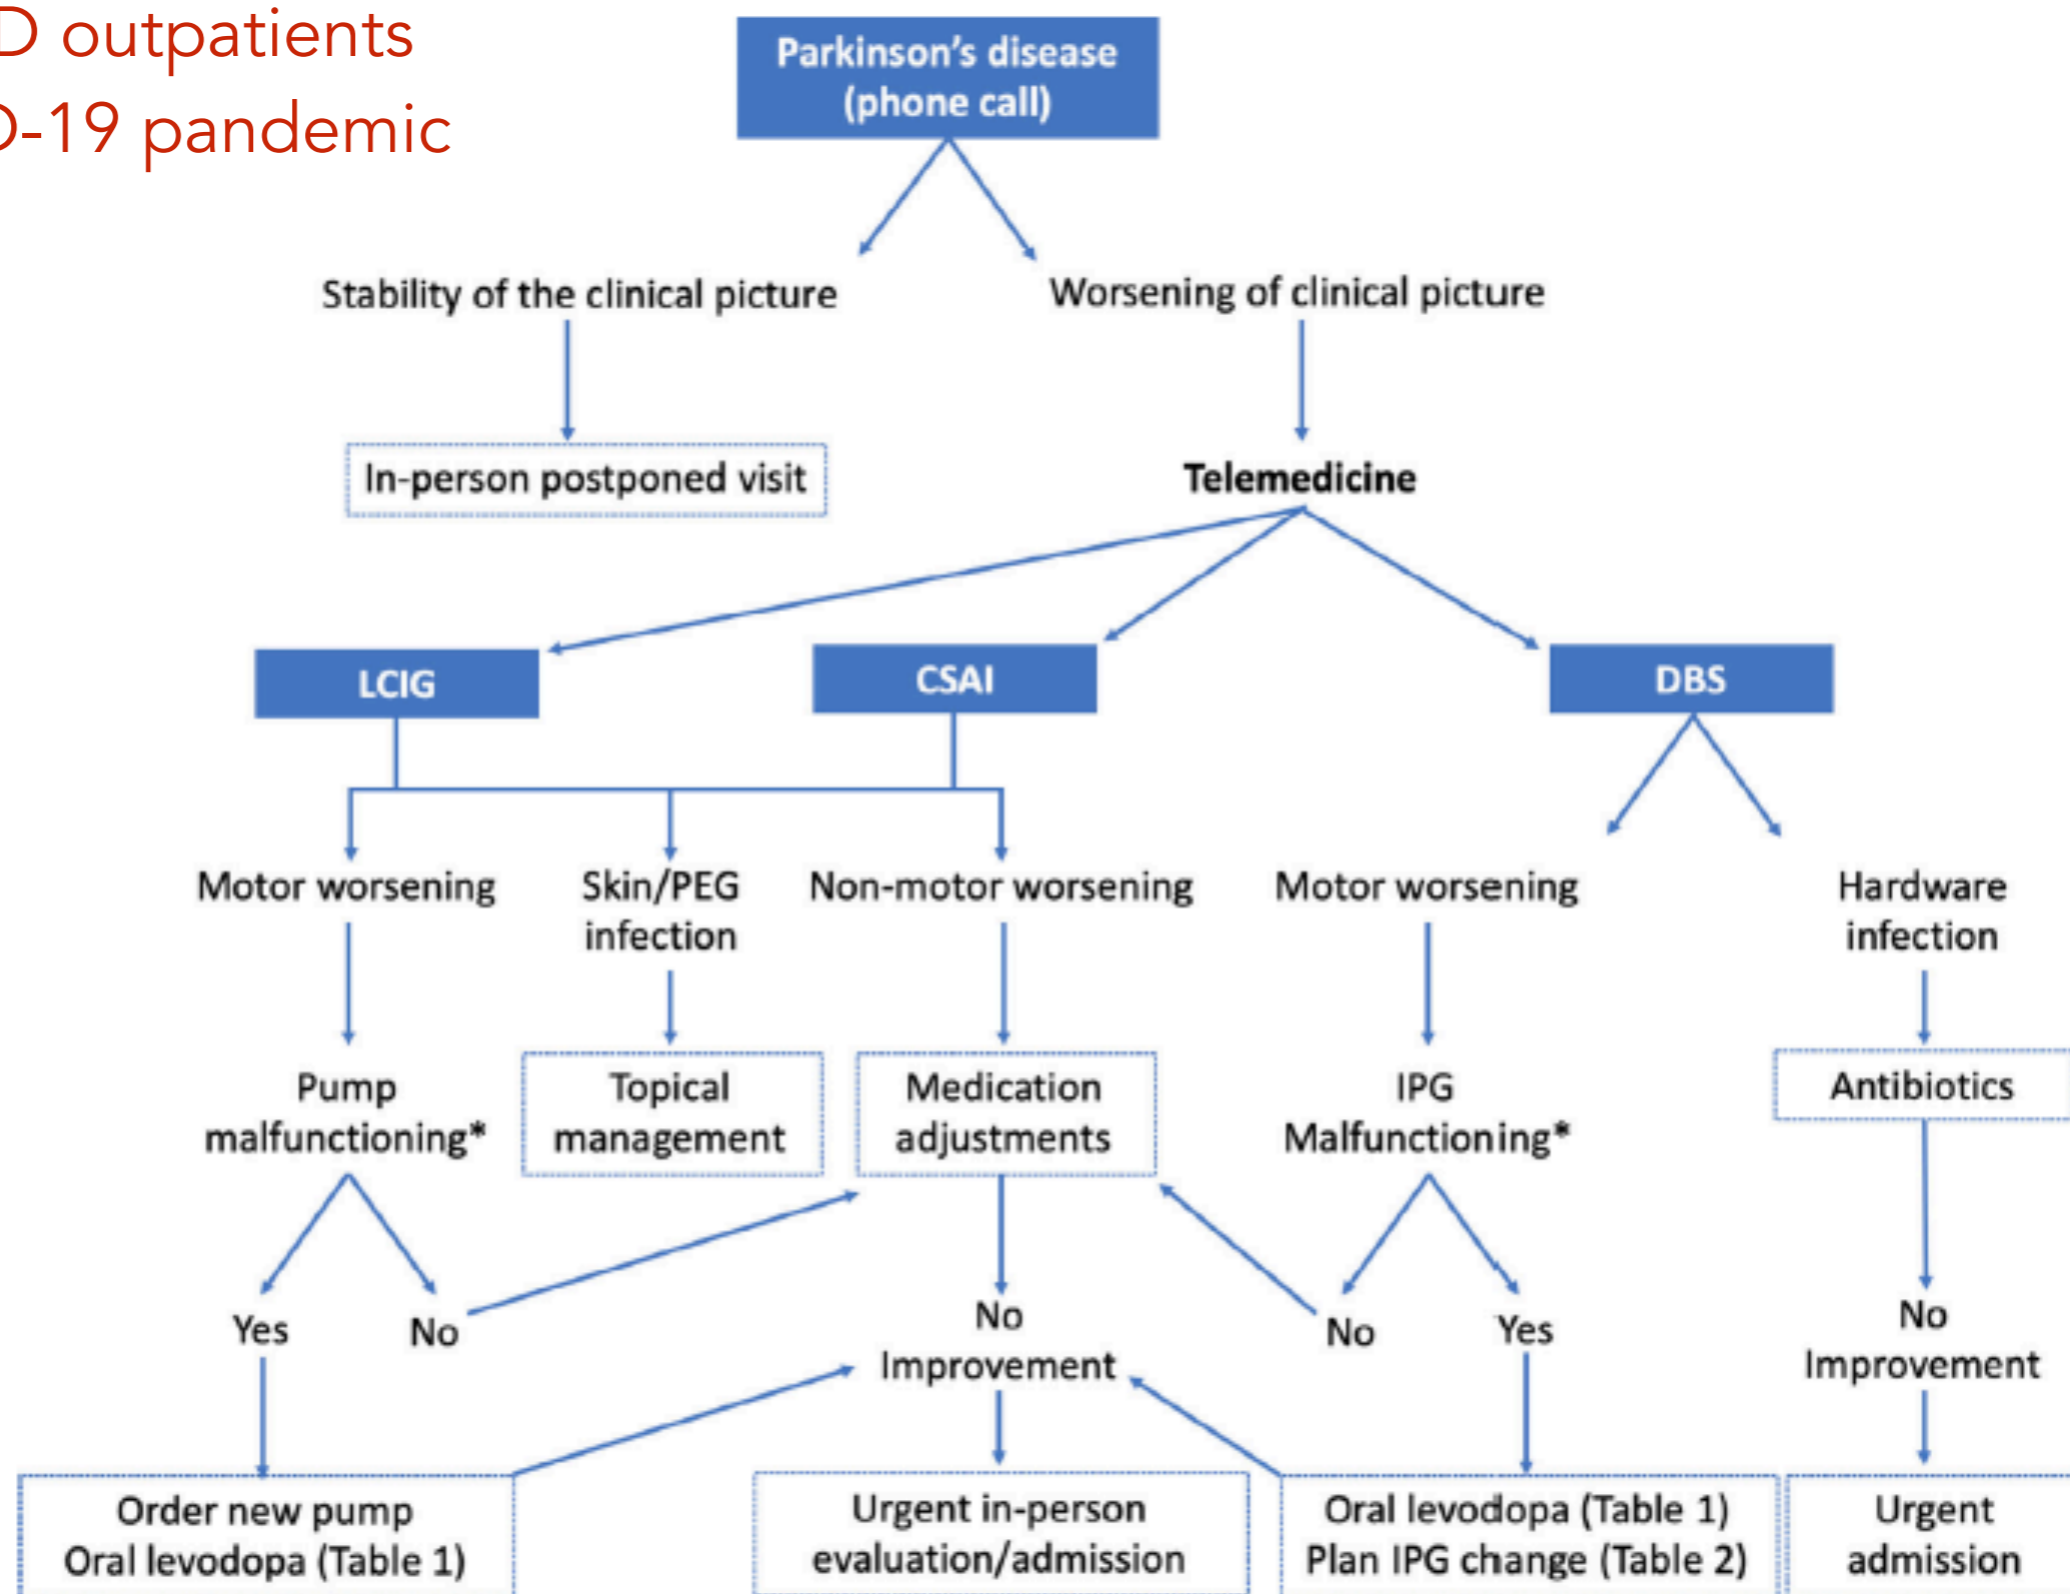 D outpatients
D-19 pandemic
Parkinson's disease
(phone call)
Stability of the clinical picture
Worsening of clinical picture
In-person postponed visit
Telemedicine
LCIG
CSAI
DBS
Motor worsening
Skin/PEG
infection
Non-motor worsening
Motor worsening
Hardware
infection
Pump
malfunctioning*
Topical
management
Medication
adjustments
IPG
Malfunctioning*
Antibiotics
Yes
No
No
Improvement
No
Yes
No
Improvement
Order new pump
Oral levodopa (Table 1)
Urgent in-person
evaluation/admission
Oral levodopa (Table 1)
Plan IPG change (Table 2)
Urgent
admission